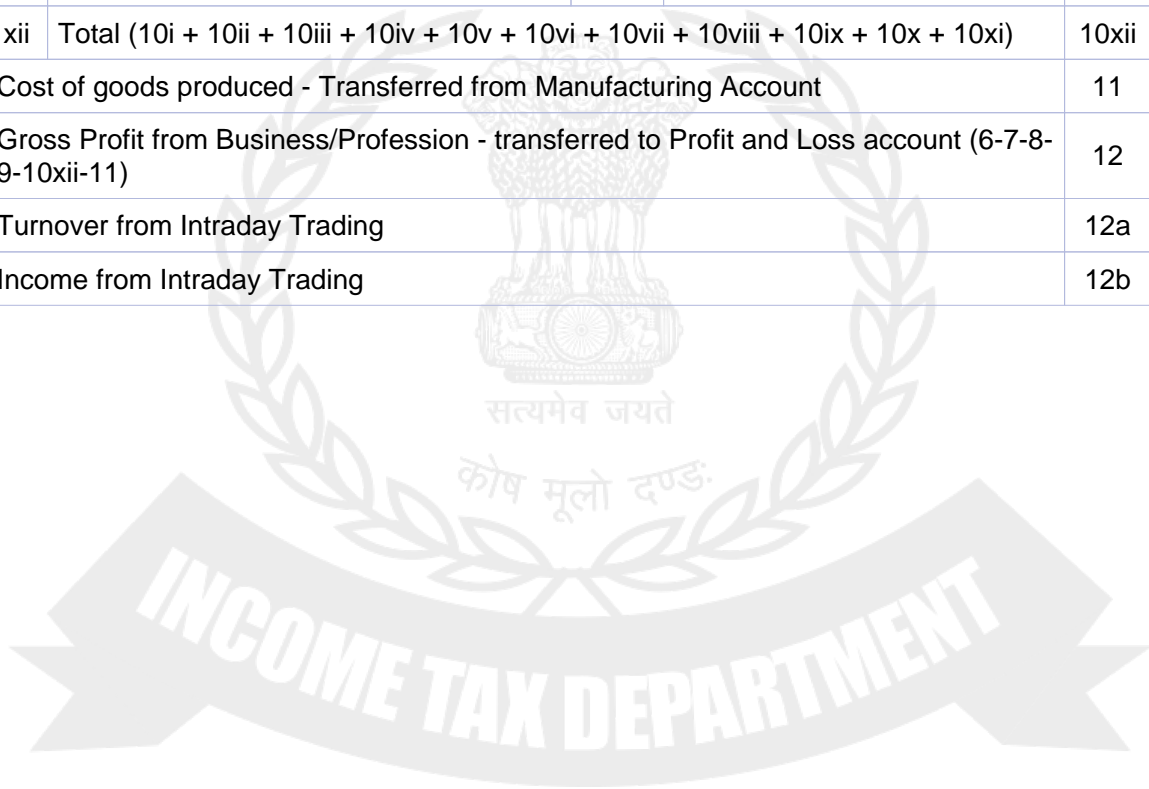 xii Total (10i + 10ii + 10iii + 10iv + 10v + 10vi + 10vii + 10viii + 10ix + 10x + 10xi) 10xii
Cost of goods produced - Transferred from Manufacturing Account 11
Gross Profit from Business/Profession - transferred to Profit and Loss account (6-7-8-
9-10xii-11) 12
Turnover from Intraday Trading 12a
Income from Intraday Trading 12b
सत्यमेव जयते
कोष मूलो दण्डः
INCOME TAX DEPARTMENT